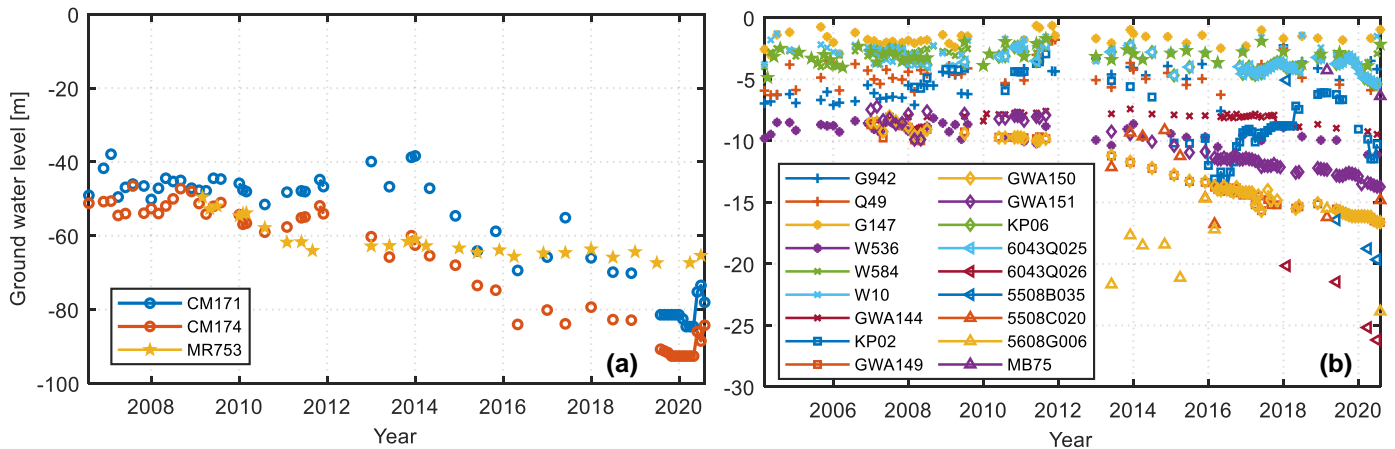 Ground water level [m]
0
-20
-40
-60
-80
-100
2008 2010 2012 2014 2016 2018 2020
Year
CM171
CM174
MR753
(a)
0
-5
-10
-15
-20
-25
-30
2006 2008 2010 2012 2014 2016 2018 2020
Year
G942
Q49
G147
W536
W584
W10
GWA144
KP02
GWA149
GWA150
GWA151
KP06
6043Q025
6043Q026
5508B035
5508C020
5608G006
MB75
(b)